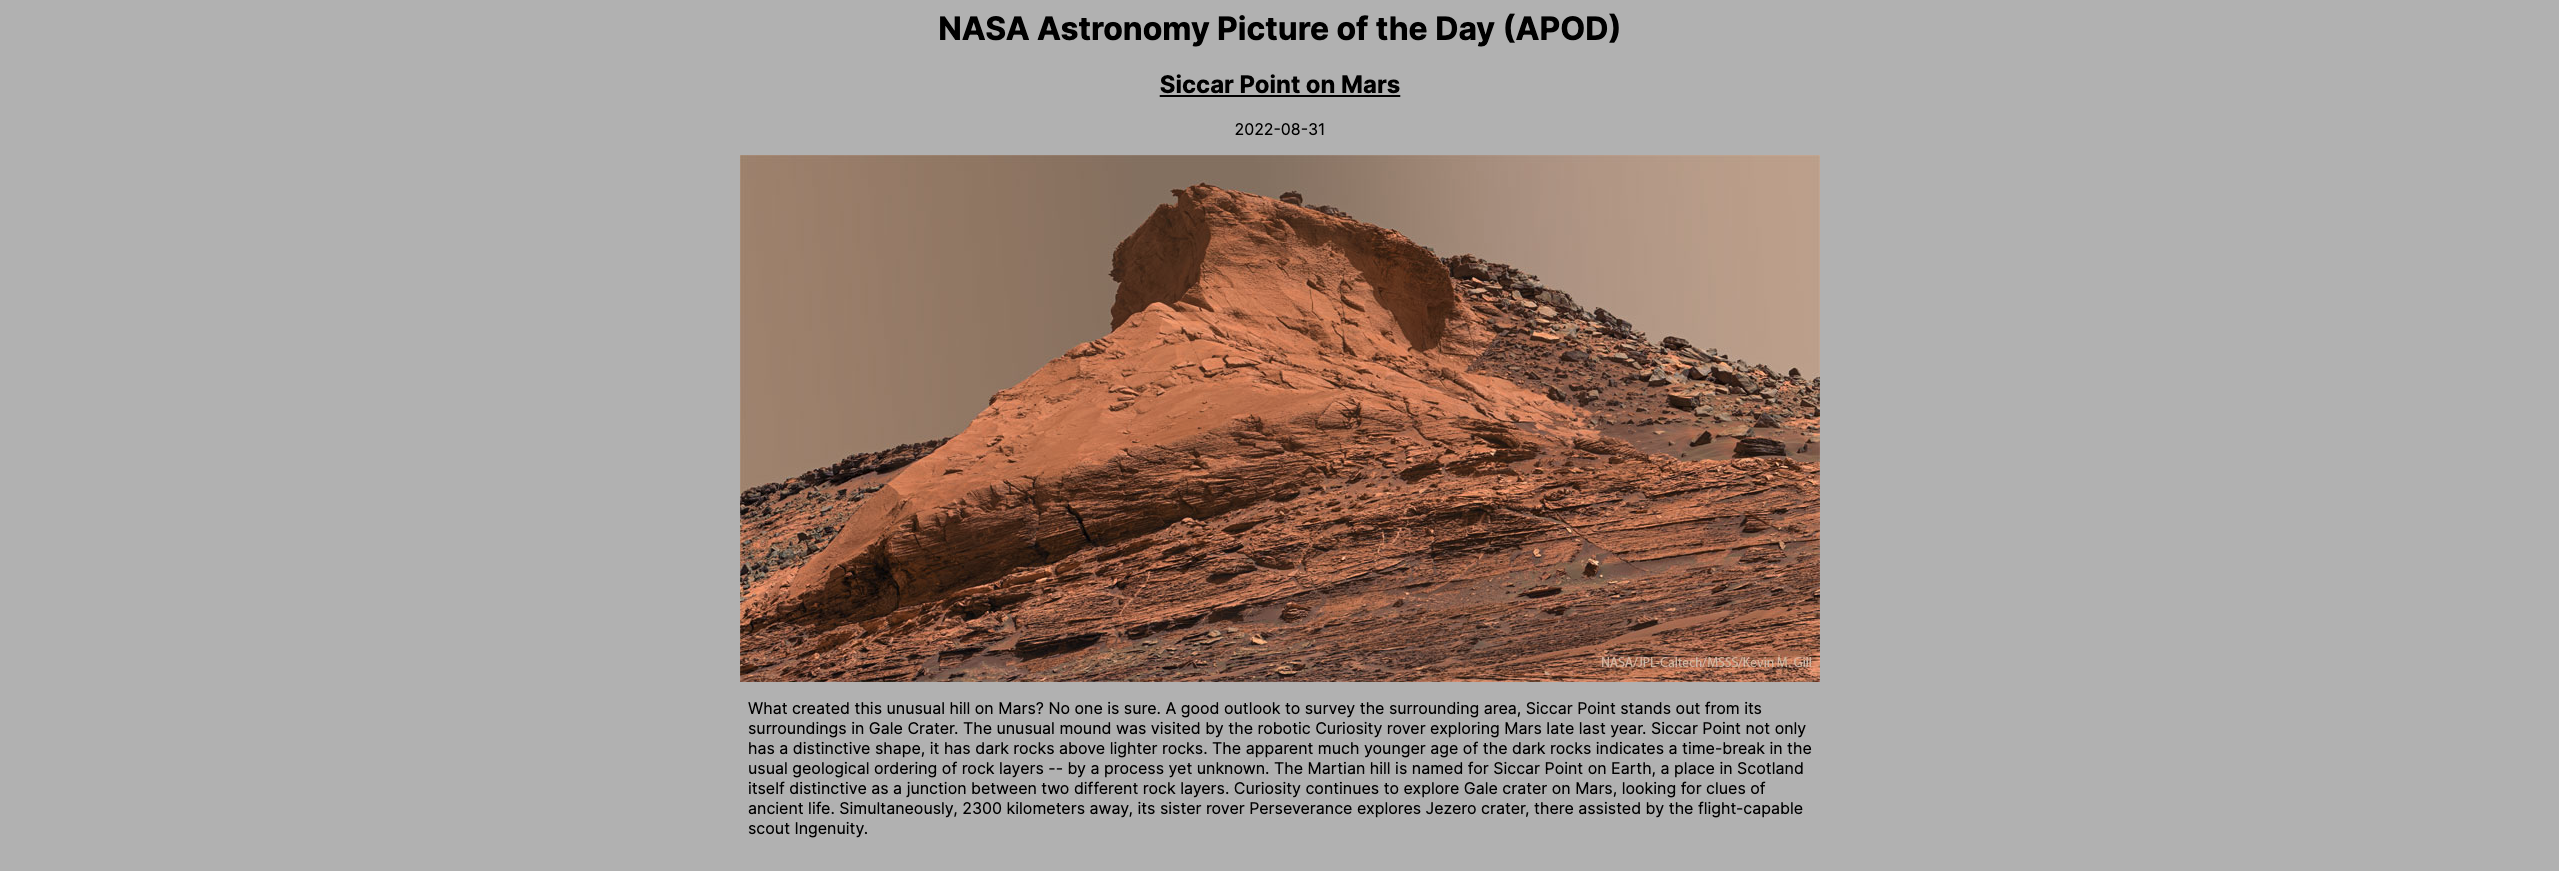 NASA Astronomy Picture of the Day (APOD)
Siccar Point on Mars
2022-08-31
NASA/JPL-Caltech/MSSS/Kevin M. Gill
What created this unusual hill on Mars? No one is sure. A good outlook to survey the surrounding area, Siccar Point stands out from its
surroundings in Gale Crater. The unusual mound was visited by the robotic Curiosity rover exploring Mars late last year. Siccar Point not only
has a distinctive shape, it has dark rocks above lighter rocks. The apparent much younger age of the dark rocks indicates a time-break in the
usual geological ordering of rock layers -- by a process yet unknown. The Martian hill is named for Siccar Point on Earth, a place in Scotland
itself distinctive as a junction between two different rock layers. Curiosity continues to explore Gale crater on Mars, looking for clues of
ancient life. Simultaneously, 2300 kilometers away, its sister rover Perseverance explores Jezero crater, there assisted by the flight-capable
scout Ingenuity.